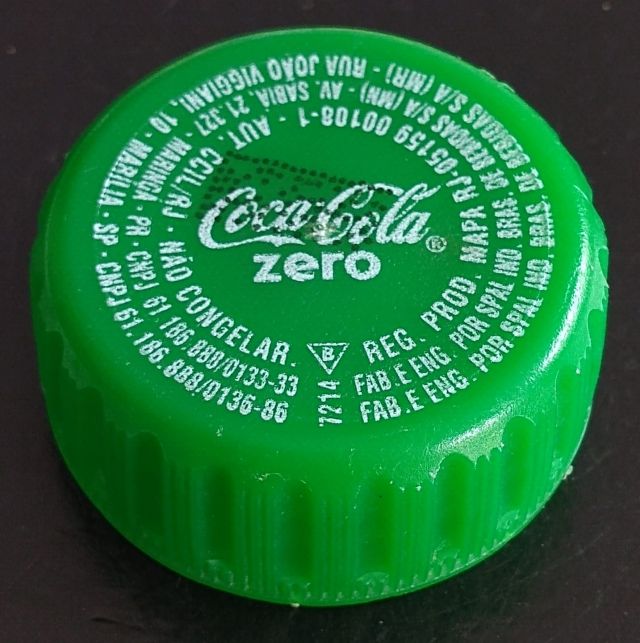 Coca-Cola®
zero
REG. PROD. MAPA RJ-05159 00108-1 - AUT. CCIL/RJ - NÃO CONGELAR.
FAB. E ENG. POR SPAL IND. BRAS. DE BEBIDAS S/A (MN) - AV. SABIA, 21.327 - MARINGA - PR - CNPJ 61.186.888/0133-33
FAB. E ENG. POR SPAL IND. BRAS. DE BEBIDAS S/A (MR) - RUA JOÃO VIGGIANI, 10 - MARILLA - SP - CNPJ 61.186.888/0136-86
B
7214